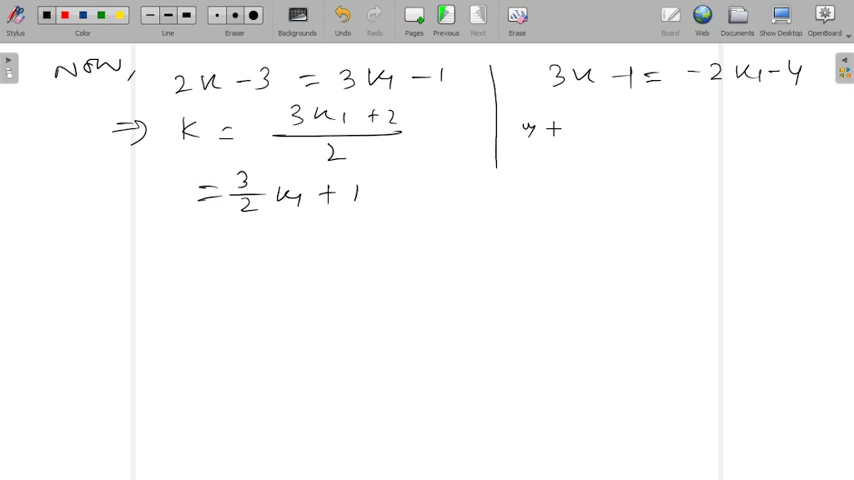 Stylus
Color
Line
Eraser
Backgrounds
Undo
Redo
Pages
Previous
Next
Erase
Board
Web
Documents
Show Desktop
OpenBoard
Now,
2k - 3 = 3k₁ - 1
⇒ k = (3k₁ + 2)/2
= 3/2 k₁ + 1
3k - 1 = -2k₁ - 4